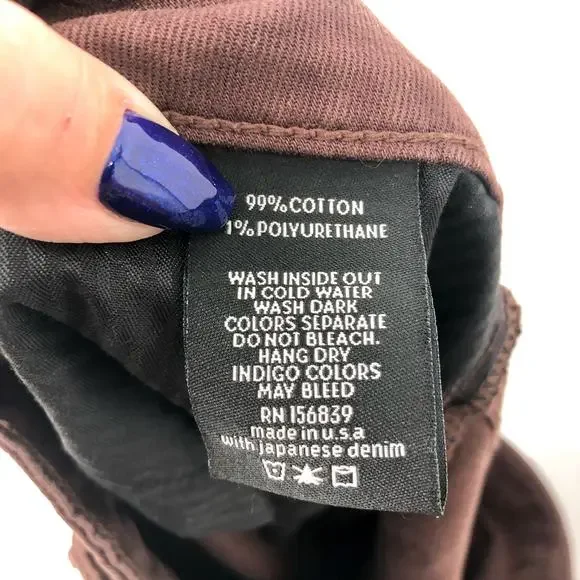 99% COTTON
1% POLYURETHANE
WASH INSIDE OUT
IN COLD WATER
WASH DARK
COLORS SEPARATE
DO NOT BLEACH.
HANG DRY
INDIGO COLORS
MAY BLEED
RN 156839
made in u.s.a
with japanese denim